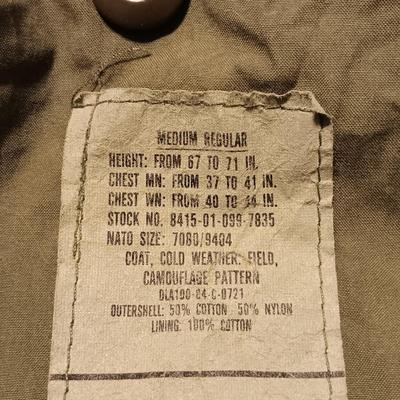 MEDIUM REGULAR
HEIGHT: FROM 67 TO 71 IN.
CHEST MN: FROM 37 TO 41 IN.
CHEST WN: FROM 40 TO 44 IN.
STOCK NO. 8415-01-099-7835
NATO SIZE: 7080/9404
COAT, COLD WEATHER, FIELD,
CAMOUFLAGE PATTERN
DLA100-84-C-0721
OUTERSHELL: 50% COTTON 50% NYLON
LINING: 100% COTTON